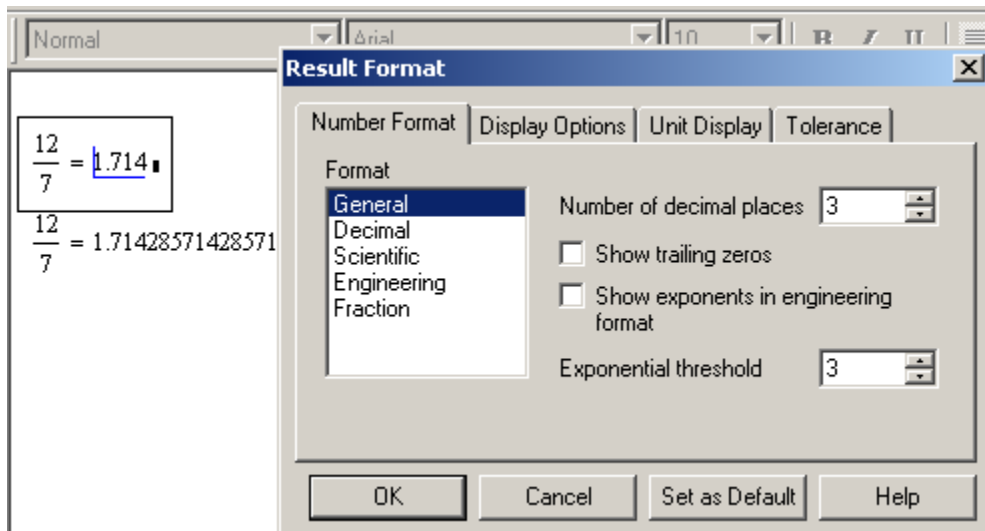 Normal Arial 10 B I U
Result Format
Number Format Display Options Unit Display Tolerance
12
7
= 1.714
12
7
= 1.71428571428571
Format
General
Decimal
Scientific
Engineering
Fraction
Number of decimal places 3
Show trailing zeros
Show exponents in engineering
format
Exponential threshold 3
OK Cancel Set as Default Help